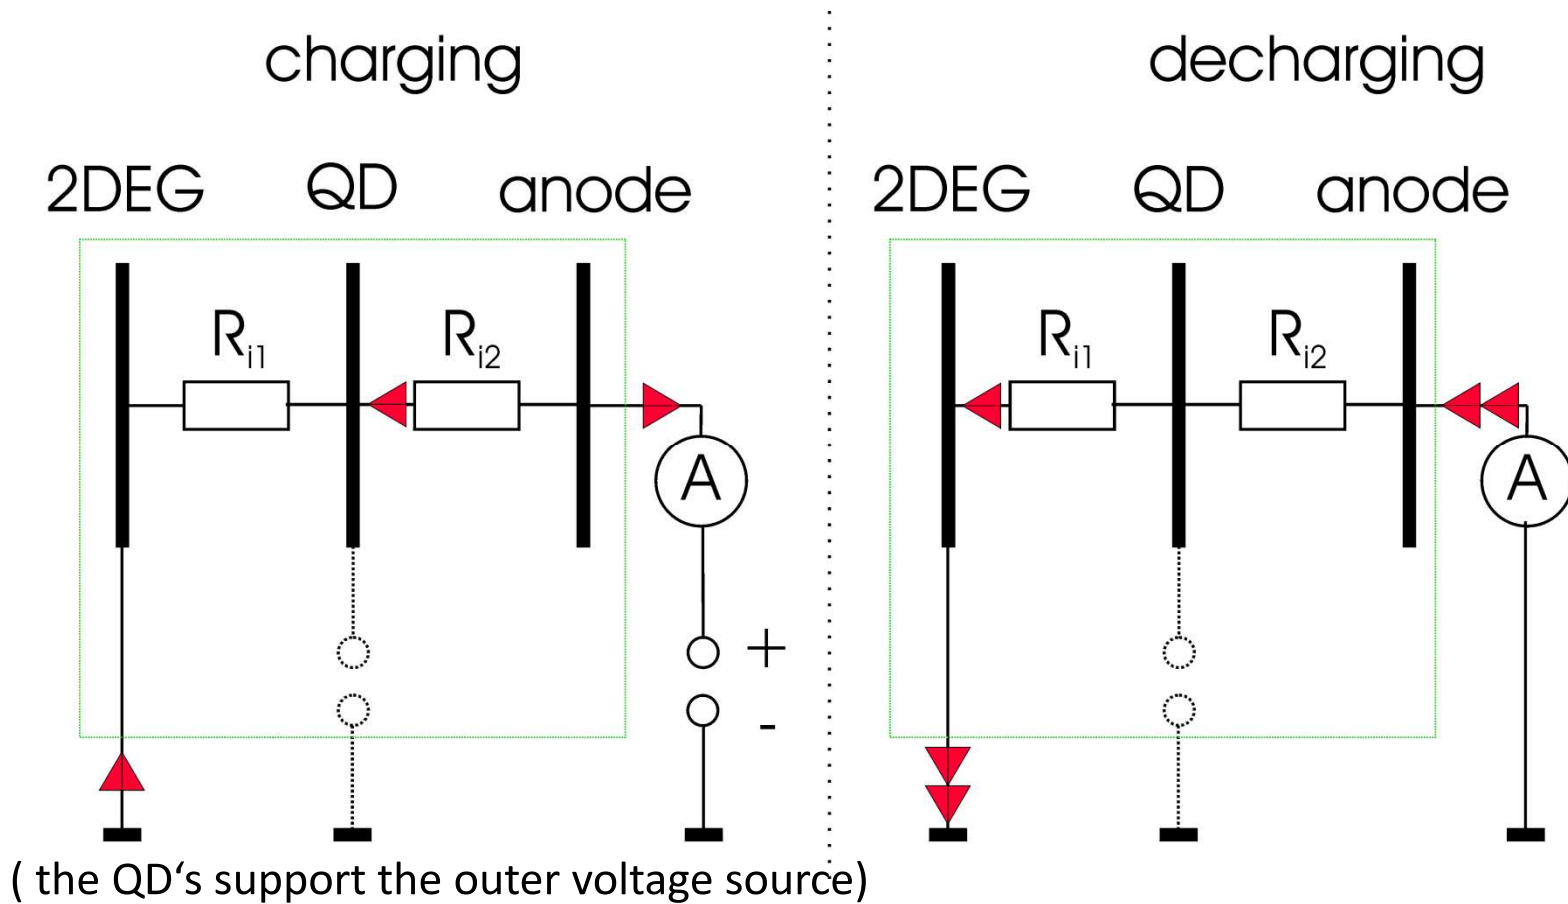 charging
decharging
2DEG QD anode
2DEG QD anode
Ri1 Ri2
Ri1 Ri2
A
A
+
-
( the QD‘s support the outer voltage source)